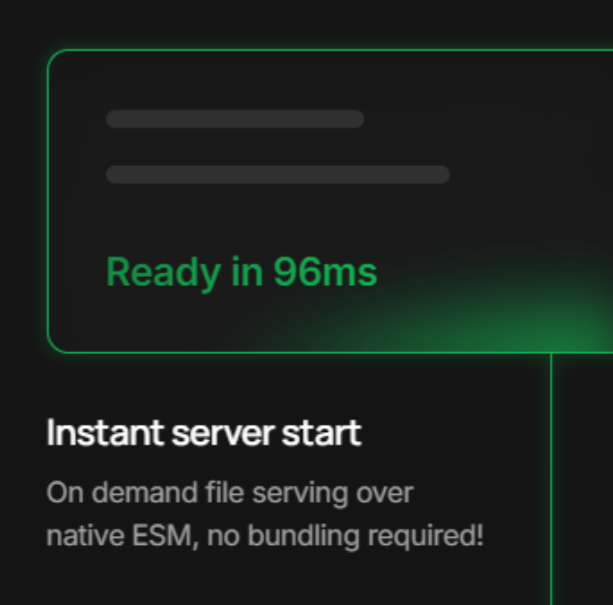 Ready in 96ms
Instant server start
On demand file serving over
native ESM, no bundling required!